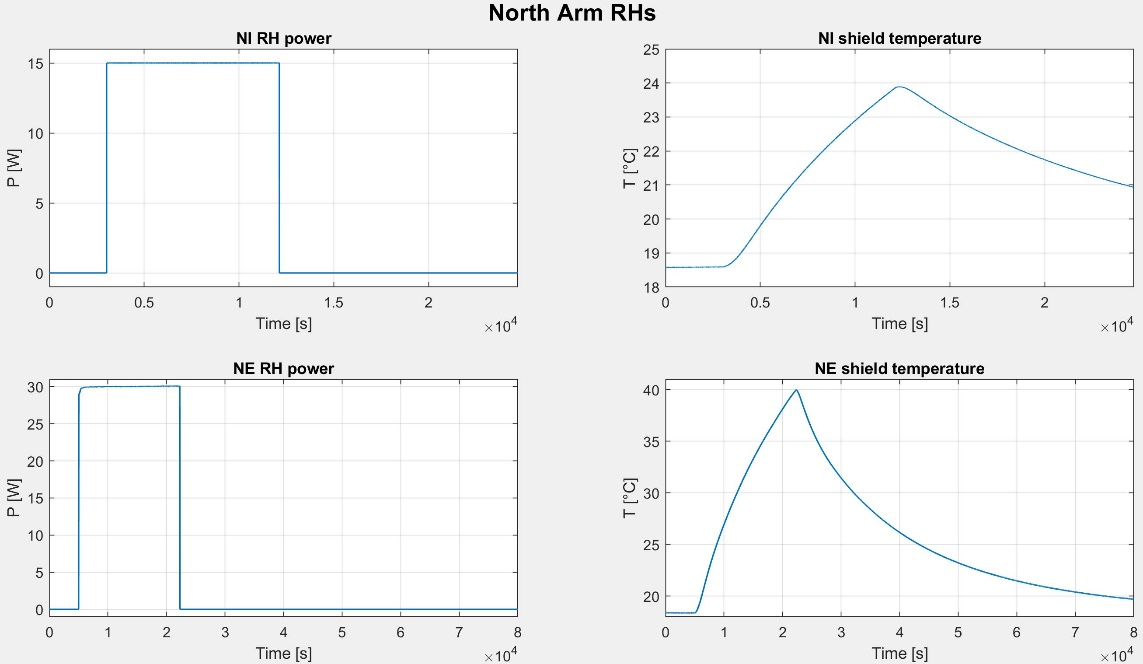 North Arm RHs
NI RH power
P [W]
15
10
5
0
0 0.5 1 1.5 2
Time [s]
×10⁴
NI shield temperature
T [°C]
25
24
23
22
21
20
19
18
0 0.5 1 1.5 2
Time [s]
×10⁴
NE RH power
P [W]
30
25
20
15
10
5
0
0 1 2 3 4 5 6 7 8
Time [s]
×10⁴
NE shield temperature
T [°C]
40
35
30
25
20
0 1 2 3 4 5 6 7 8
Time [s]
×10⁴